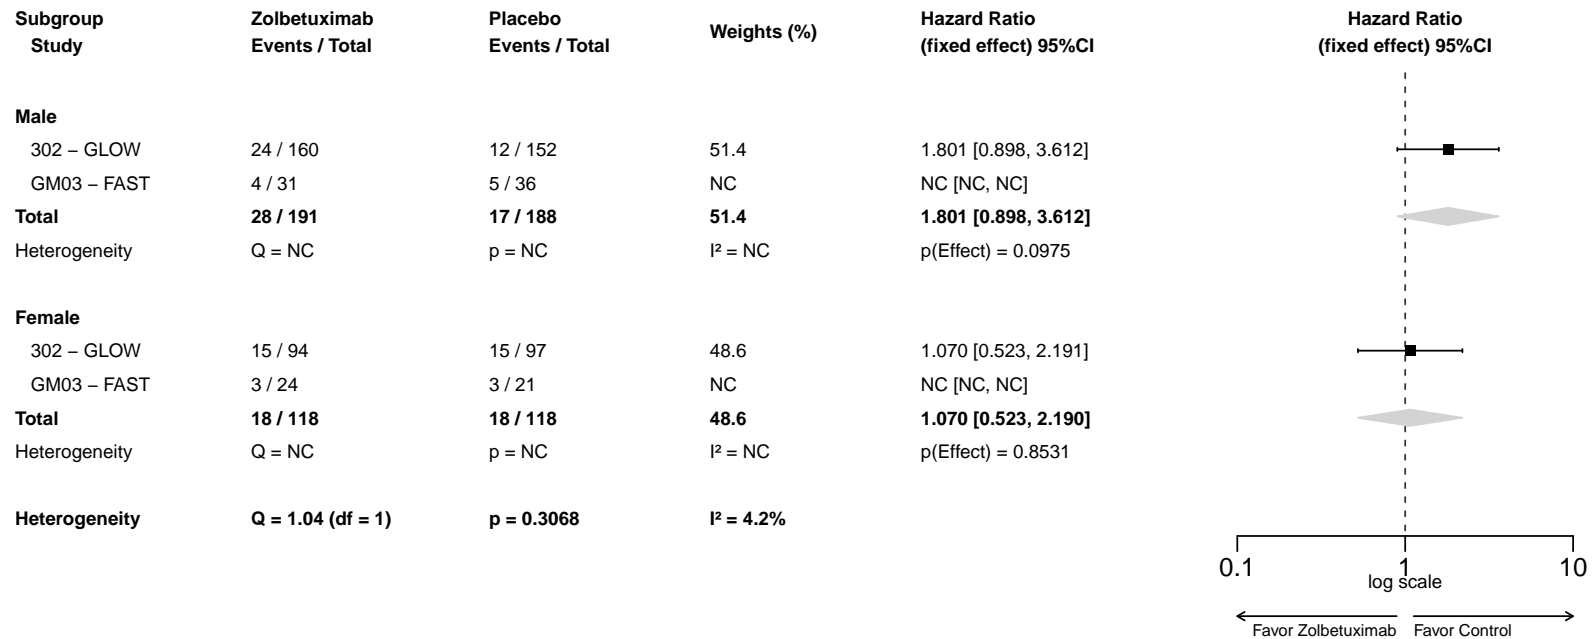 Subgroup Zolbetuximab Placebo Weights (%) Hazard Ratio Hazard Ratio
Study Events / Total Events / Total (fixed effect) 95%CI (fixed effect) 95%CI
Male
302 – GLOW 24 / 160 12 / 152 51.4 1.801 [0.898, 3.612]
GM03 – FAST 4 / 31 5 / 36 NC NC [NC, NC]
Total 28 / 191 17 / 188 51.4 1.801 [0.898, 3.612]
Heterogeneity Q = NC p = NC I² = NC p(Effect) = 0.0975
Female
302 – GLOW 15 / 94 15 / 97 48.6 1.070 [0.523, 2.191]
GM03 – FAST 3 / 24 3 / 21 NC NC [NC, NC]
Total 18 / 118 18 / 118 48.6 1.070 [0.523, 2.190]
Heterogeneity Q = NC p = NC I² = NC p(Effect) = 0.8531
Heterogeneity Q = 1.04 (df = 1) p = 0.3068 I² = 4.2%
0.1 1 10
log scale
Favor Zolbetuximab Favor Control